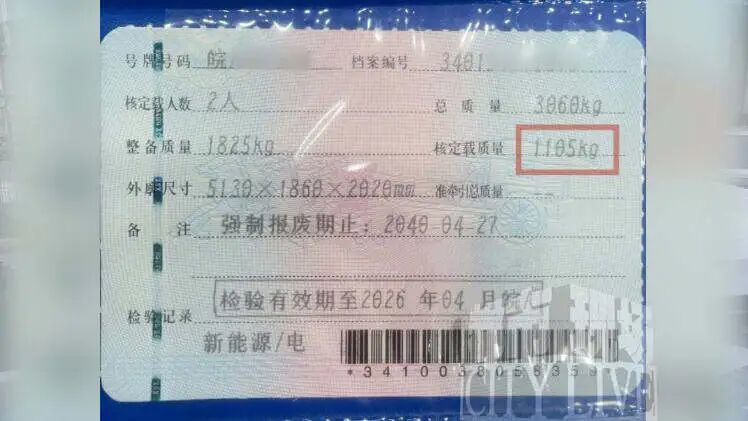 号牌号码 皖 档案编号 3401
核定载人数 2人 总质量 3060kg
整备质量 1825kg 核定载质量 1105kg
外廓尺寸 5130×1860×2020mm 准牵引总质量 --
备注 强制报废期止: 2040-04-27
检验有效期至2026 年04 月皖A
检验记录
新能源/电
*3410038058359
CITYLIVE